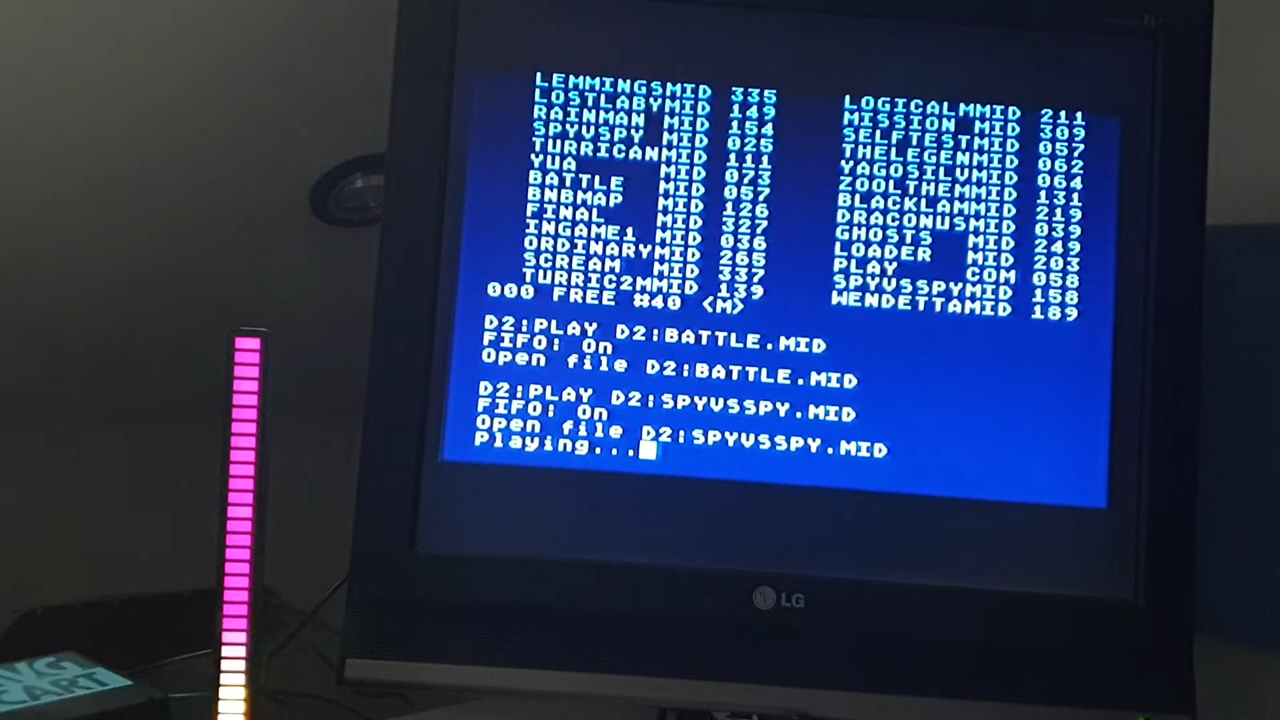 LEMMINGSMID 335 LOGICALMMID 211
LOSTLABYMID 149 MISSION MID 309
RAINMAN MID 154 SELFTESTMID 057
SPYVSPY MID 025 THELEGENMID 062
TURRICANMID 111 YAGOSILVMID 064
YUA MID 073 ZOOLTHEMMID 131
BATTLE MID 057 BLACKLAMMID 219
BNBMAP MID 126 DRACONUSMID 039
FINAL MID 327 GHOSTS MID 249
INGAME1 MID 036 LOADER MID 203
ORDINARYMID 265 PLAY COM 058
SCREAM MID 337 SPYVSSPYMID 158
TURRIC2MMID 139 WENDETTAMID 189
000 FREE #40 <M>
D2:PLAY D2:BATTLE.MID
FIFO: On
Open file D2:BATTLE.MID
D2:PLAY D2:SPYVSSPY.MID
FIFO: On
Open file D2:SPYVSSPY.MID
Playing...
LG
CART